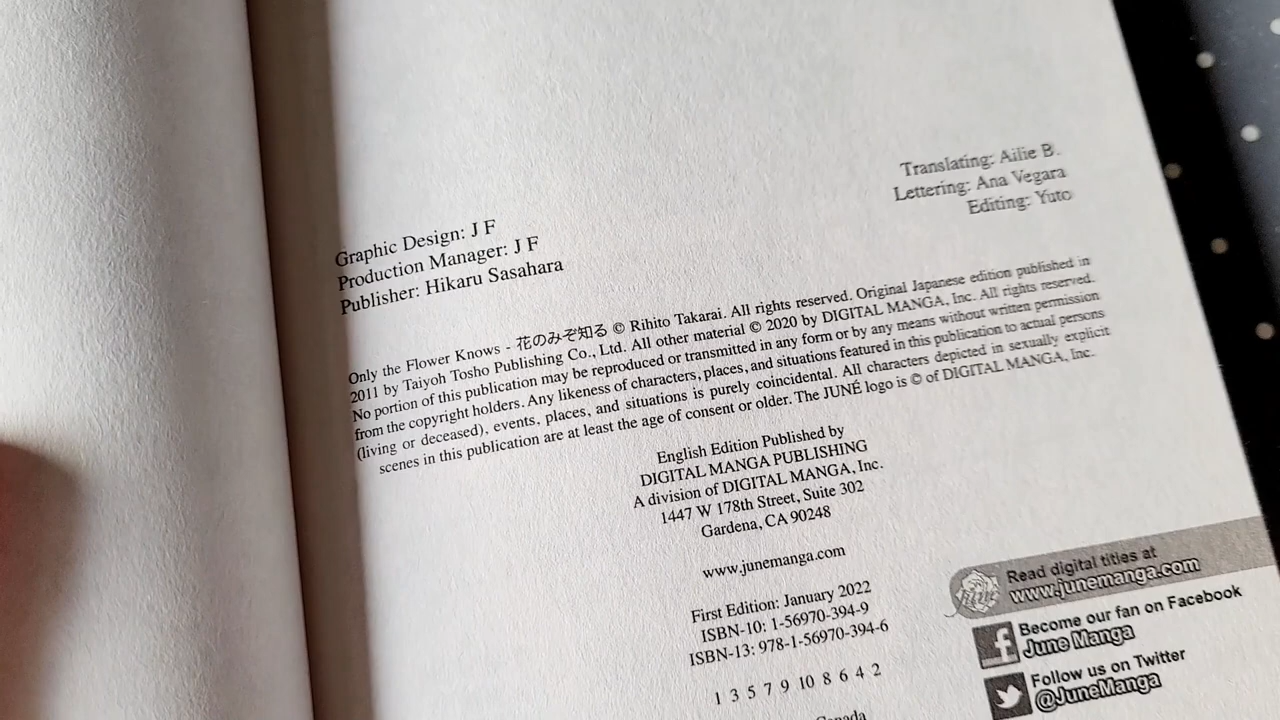 Translating: Ailie B.
Lettering: Ana Vegara
Editing: Yuto
Graphic Design: J F
Production Manager: J F
Publisher: Hikaru Sasahara
Only the Flower Knows - 花のみぞ知る © Rihito Takarai. All rights reserved. Original Japanese edition published in
2011 by Taiyoh Tosho Publishing Co., Ltd. All other material © 2020 by DIGITAL MANGA, Inc. All rights reserved.
No portion of this publication may be reproduced or transmitted in any form or by any means without written permission
from the copyright holders. Any likeness of characters, places, and situations featured in this publication to actual persons
(living or deceased), events, places, and situations is purely coincidental. All characters depicted in sexually explicit
scenes in this publication are at least the age of consent or older. The JUNÉ logo is © of DIGITAL MANGA, Inc.
English Edition Published by
DIGITAL MANGA PUBLISHING
A division of DIGITAL MANGA, Inc.
1447 W 178th Street, Suite 302
Gardena, CA 90248
www.junemanga.com
First Edition: January 2022
ISBN-10: 1-56970-394-9
ISBN-13: 978-1-56970-394-6
1 3 5 7 9 10 8 6 4 2
Canada
june
Read digital titles at
www.junemanga.com
Become our fan on Facebook
June Manga
Follow us on Twitter
@JuneManga